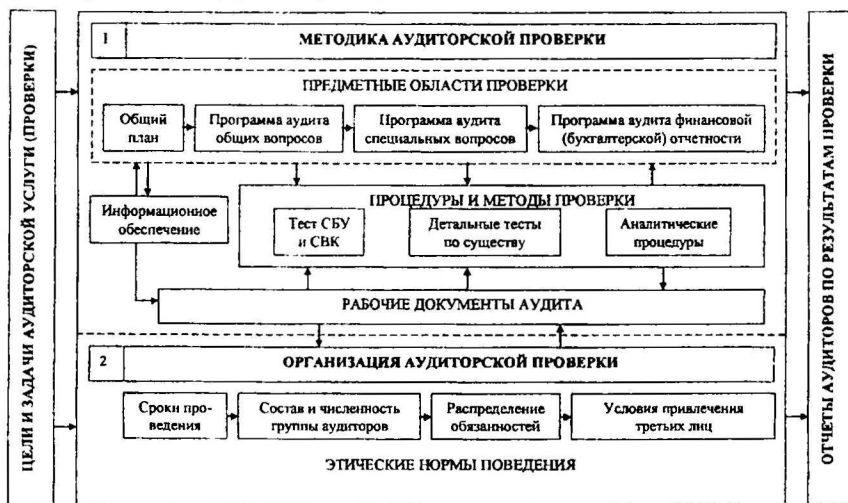 ЦЕЛИ И ЗАДАЧИ АУДИТОРСКОЙ УСЛУГИ (ПРОВЕРКИ)
1
МЕТОДИКА АУДИТОРСКОЙ ПРОВЕРКИ
ПРЕДМЕТНЫЕ ОБЛАСТИ ПРОВЕРКИ
Общий
план
Программа аудита
общих вопросов
Программа аудита
специальных вопросов
Программа аудита финансовой
(бухгалтерской) отчетности
Информационное
обеспечение
ПРОЦЕДУРЫ И МЕТОДЫ ПРОВЕРКИ
Тест СБУ
и СВК
Детальные тесты
по существу
Аналитические
процедуры
РАБОЧИЕ ДОКУМЕНТЫ АУДИТА
2
ОРГАНИЗАЦИЯ АУДИТОРСКОЙ ПРОВЕРКИ
Сроки про-
ведения
Состав и численность
группы аудиторов
Распределение
обязанностей
Условия привлечения
третьих лиц
ЭТИЧЕСКИЕ НОРМЫ ПОВЕДЕНИЯ
ОТЧЕТЫ АУДИТОРОВ ПО РЕЗУЛЬТАТАМ ПРОВЕРКИ